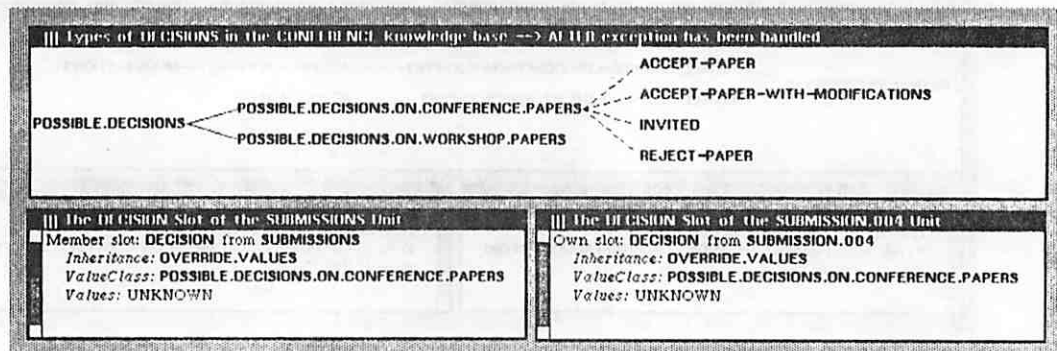 ||| Types of DECISIONS in the CONFERENCE knowledge base --> AFTER exception has been handled
ACCEPT-PAPER
POSSIBLE.DECISIONS.ON.CONFERENCE.PAPERS
ACCEPT-PAPER-WITH-MODIFICATIONS
POSSIBLE.DECISIONS
INVITED
POSSIBLE.DECISIONS.ON.WORKSHOP.PAPERS
REJECT-PAPER
||| The DECISION Slot of the SUBMISSIONS Unit
Member slot: DECISION from SUBMISSIONS
Inheritance: OVERRIDE.VALUES
ValueClass: POSSIBLE.DECISIONS.ON.CONFERENCE.PAPERS
Values: UNKNOWN
||| The DECISION Slot of the SUBMISSION.004 Unit
Own slot: DECISION from SUBMISSION.004
Inheritance: OVERRIDE.VALUES
ValueClass: POSSIBLE.DECISIONS.ON.CONFERENCE.PAPERS
Values: UNKNOWN